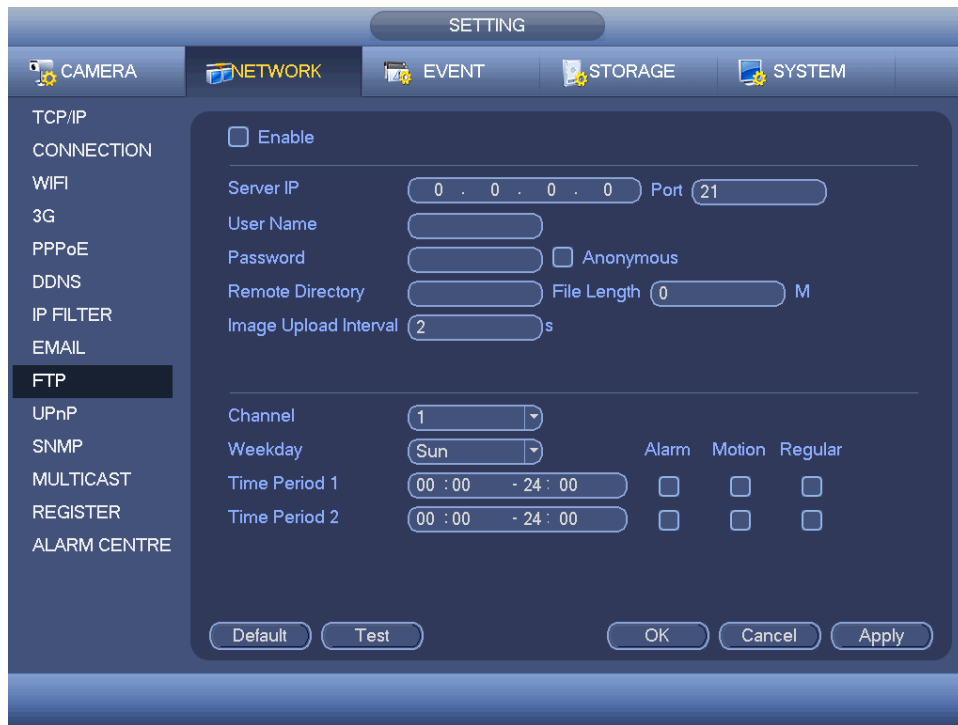 SETTING
CAMERA NETWORK EVENT STORAGE SYSTEM
TCP/IP
CONNECTION
WIFI
3G
PPPoE
DDNS
IP FILTER
EMAIL
FTP
UPnP
SNMP
MULTICAST
REGISTER
ALARM CENTRE
Enable
Server IP 0 . 0 . 0 . 0 Port 21
User Name
Password Anonymous
Remote Directory File Length 0 M
Image Upload Interval 2 s
Channel 1
Weekday Sun Alarm Motion Regular
Time Period 1 00 :00 - 24 : 00
Time Period 2 00 :00 - 24 : 00
Default Test OK Cancel Apply